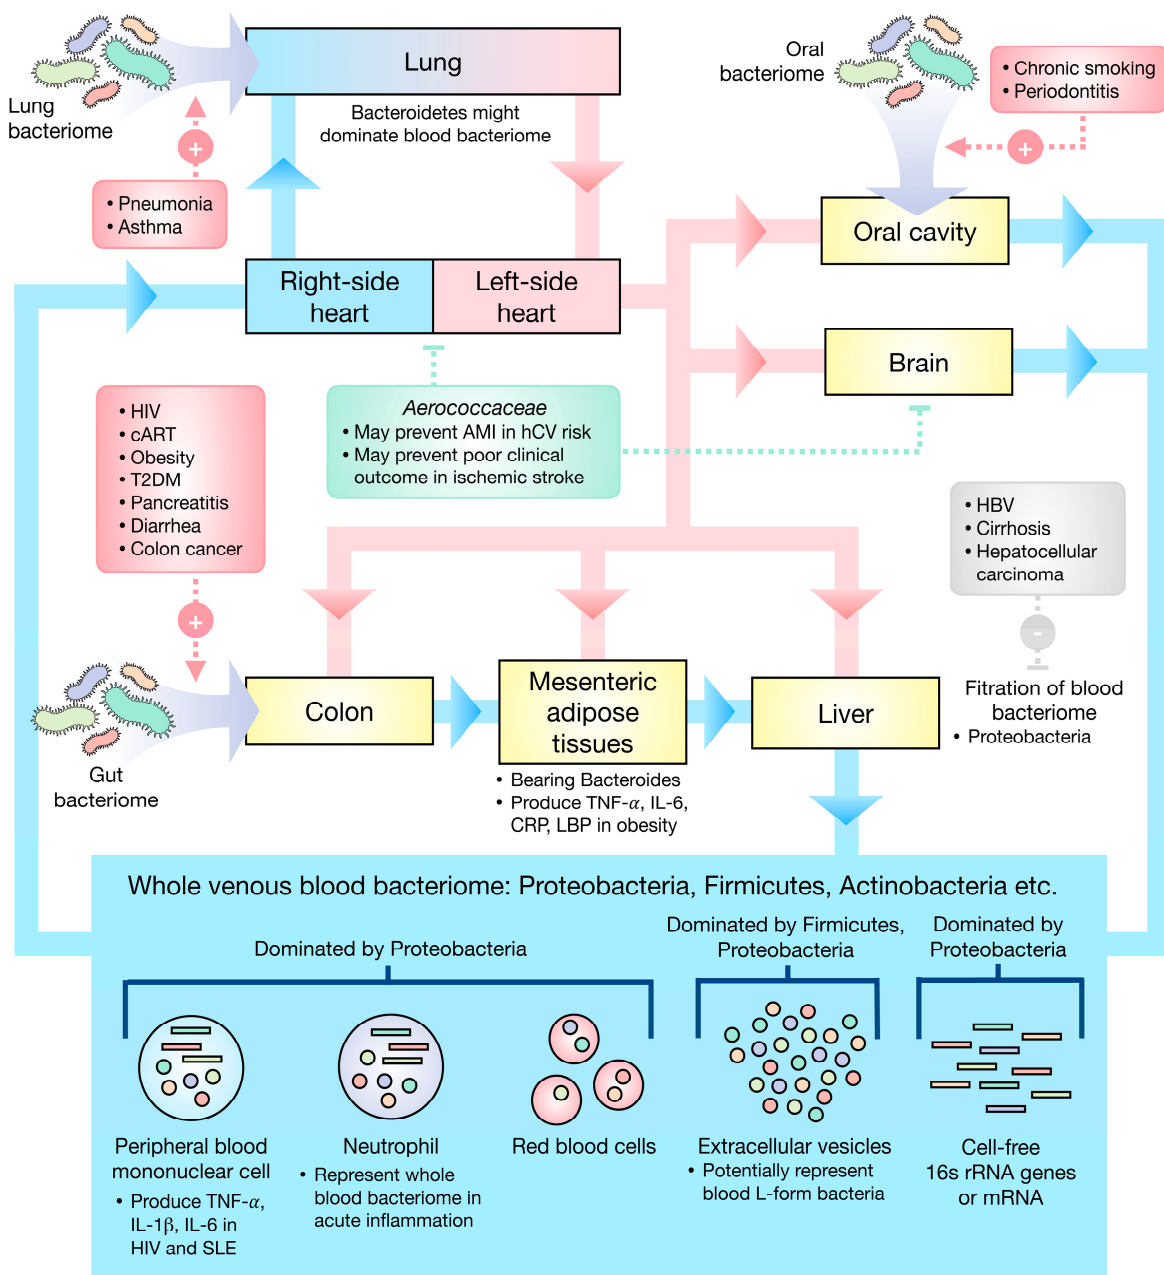 Lung
bacteriome
Lung
Bacteroidetes might
dominate blood bacteriome
+
• Pneumonia
• Asthma
Oral
bacteriome
• Chronic smoking
• Periodontitis
+
Oral cavity
Right-side
heart
Left-side
heart
Brain
• HIV
• cART
• Obesity
• T2DM
• Pancreatitis
• Diarrhea
• Colon cancer
+
Aerococcaceae
• May prevent AMI in hCV risk
• May prevent poor clinical
outcome in ischemic stroke
• HBV
• Cirrhosis
• Hepatocellular
carcinoma
-
Fitration of blood
bacteriome
• Proteobacteria
Gut
bacteriome
Colon
Mesenteric
adipose
tissues
• Bearing Bacteroides
• Produce TNF-α, IL-6,
CRP, LBP in obesity
Liver
Whole venous blood bacteriome: Proteobacteria, Firmicutes, Actinobacteria etc.
Dominated by Proteobacteria
Dominated by Firmicutes,
Proteobacteria
Dominated by
Proteobacteria
Peripheral blood
mononuclear cell
• Produce TNF-α,
IL-1β, IL-6 in
HIV and SLE
Neutrophil
• Represent whole
blood bacteriome in
acute inflammation
Red blood cells
Extracellular vesicles
• Potentially represent
blood L-form bacteria
Cell-free
16s rRNA genes
or mRNA